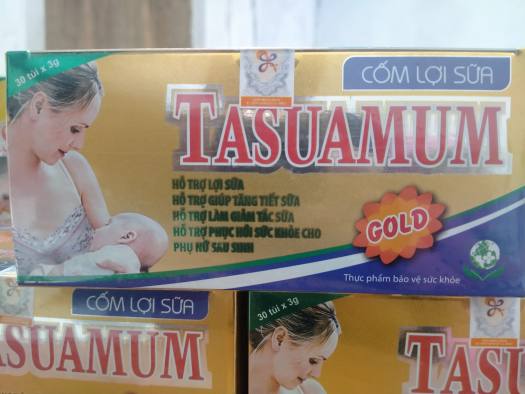 30 túi x 3g
CỐM LỢI SỮA
TASUAMUM
HỖ TRỢ LỢI SỮA
HỖ TRỢ GIÚP TĂNG TIẾT SỮA
HỖ TRỢ LÀM GIẢM TẮC SỮA
HỖ TRỢ PHỤC HỒI SỨC KHỎE CHO
PHỤ NỮ SAU SINH
GOLD
Thực phẩm bảo vệ sức khỏe
CỐM LỢI SỮA
ASUAMUM
30 túi x 3g
TASU